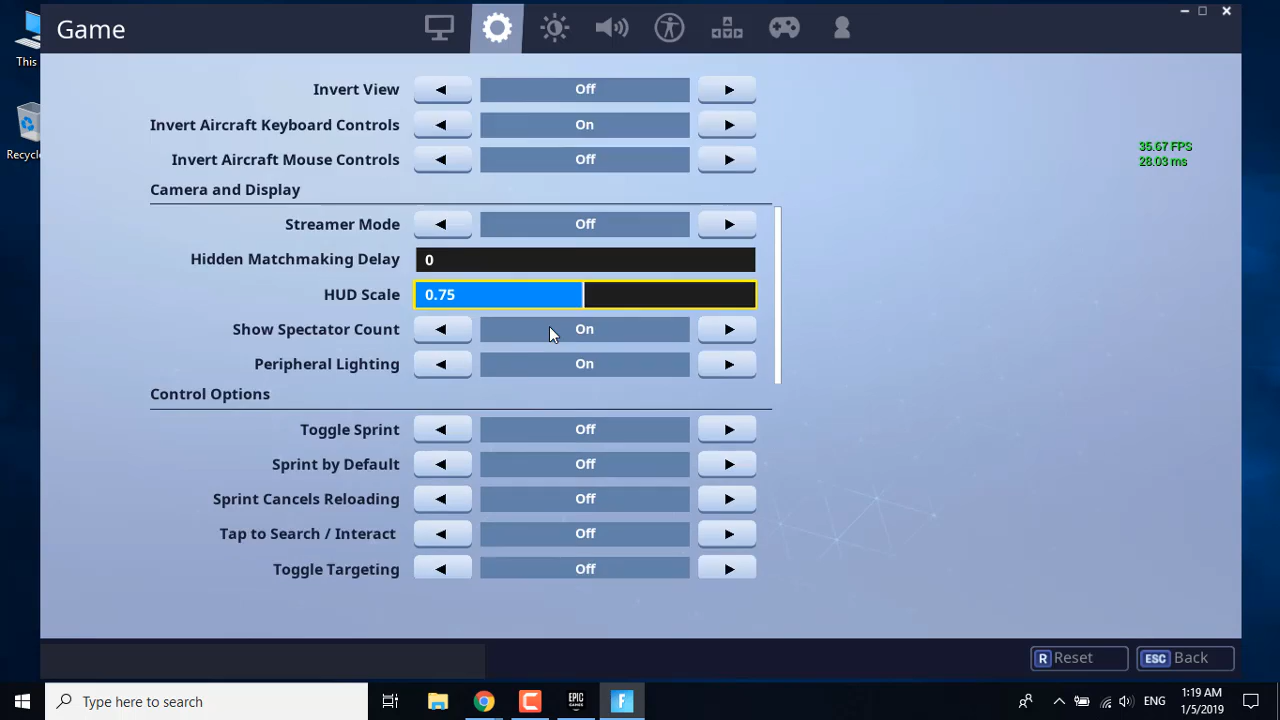 Game
This
Recycle
Invert View Off
Invert Aircraft Keyboard Controls On
Invert Aircraft Mouse Controls Off
35.67 FPS
28.03 ms
Camera and Display
Streamer Mode Off
Hidden Matchmaking Delay 0
HUD Scale 0.75
Show Spectator Count On
Peripheral Lighting On
Control Options
Toggle Sprint Off
Sprint by Default Off
Sprint Cancels Reloading Off
Tap to Search / Interact Off
Toggle Targeting Off
R Reset ESC Back
Type here to search
EPIC GAMES
ENG
1:19 AM
1/5/2019